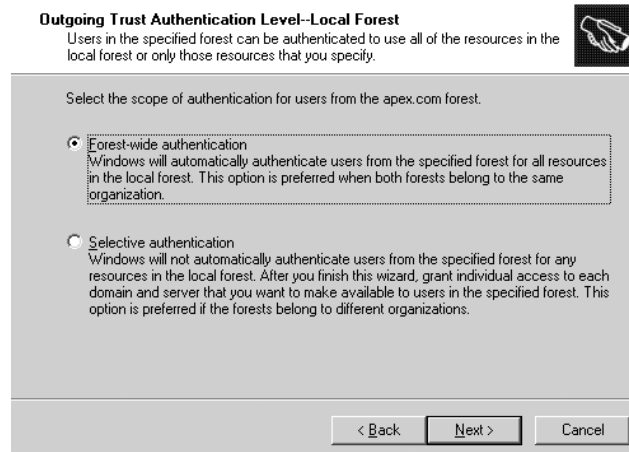 Outgoing Trust Authentication Level--Local Forest
Users in the specified forest can be authenticated to use all of the resources in the
local forest or only those resources that you specify.
Select the scope of authentication for users from the apex.com forest.
Forest-wide authentication
Windows will automatically authenticate users from the specified forest for all resources
in the local forest. This option is preferred when both forests belong to the same
organization.
Selective authentication
Windows will not automatically authenticate users from the specified forest for any
resources in the local forest. After you finish this wizard, grant individual access to each
domain and server that you want to make available to users in the specified forest. This
option is preferred if the forests belong to different organizations.
< Back Next > Cancel